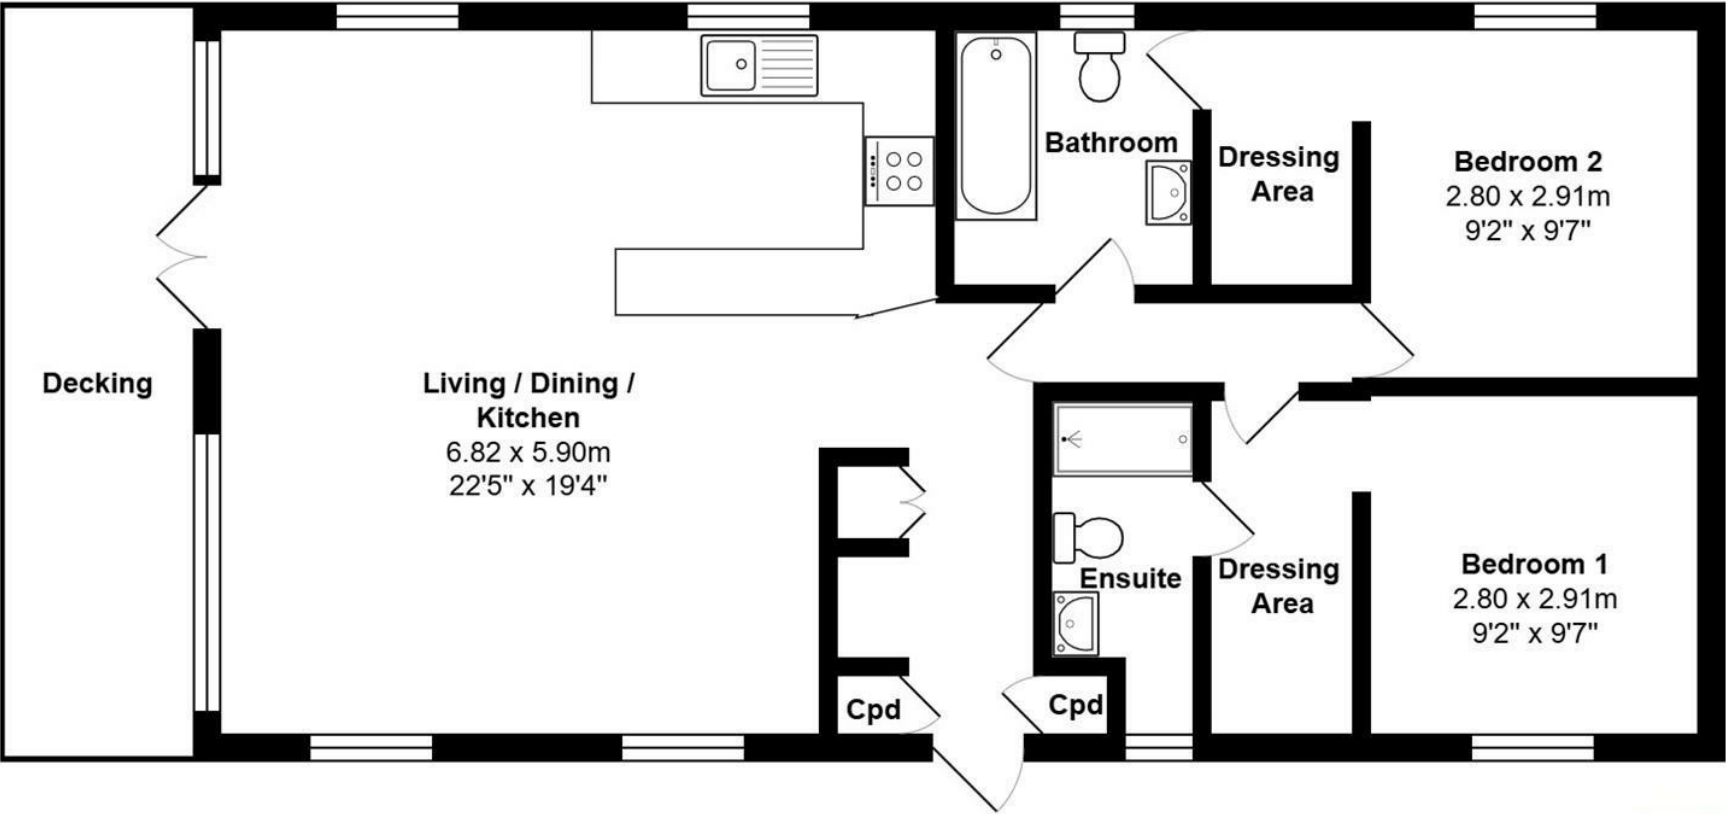 Decking
Living / Dining /
Kitchen
6.82 x 5.90m
22'5" x 19'4"
Bathroom
Dressing
Area
Bedroom 2
2.80 x 2.91m
9'2" x 9'7"
Ensuite
Dressing
Area
Bedroom 1
2.80 x 2.91m
9'2" x 9'7"
Cpd
Cpd